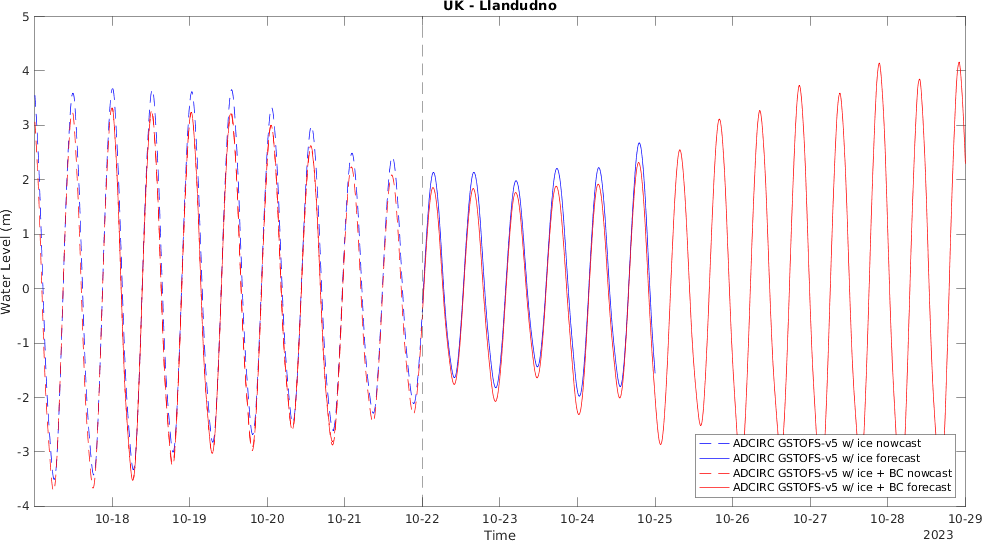 UK - Llandudno
5
4
3
2
1
0
-1
-2
-3
-4
Water Level (m)
ADCIRC GSTOFS-v5 w/ ice nowcast
ADCIRC GSTOFS-v5 w/ ice forecast
ADCIRC GSTOFS-v5 w/ ice + BC nowcast
ADCIRC GSTOFS-v5 w/ ice + BC forecast
10-18 10-19 10-20 10-21 10-22 10-23 10-24 10-25 10-26 10-27 10-28 10-29
Time
2023